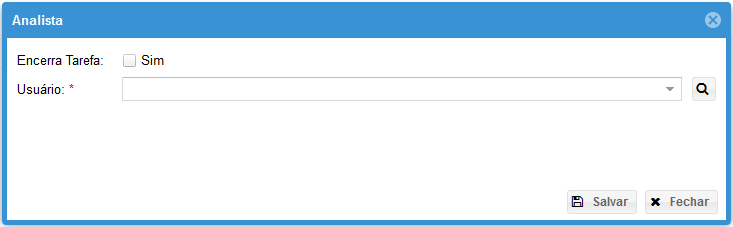 Analista
Encerra Tarefa: Sim
Usuário: *
Salvar Fechar